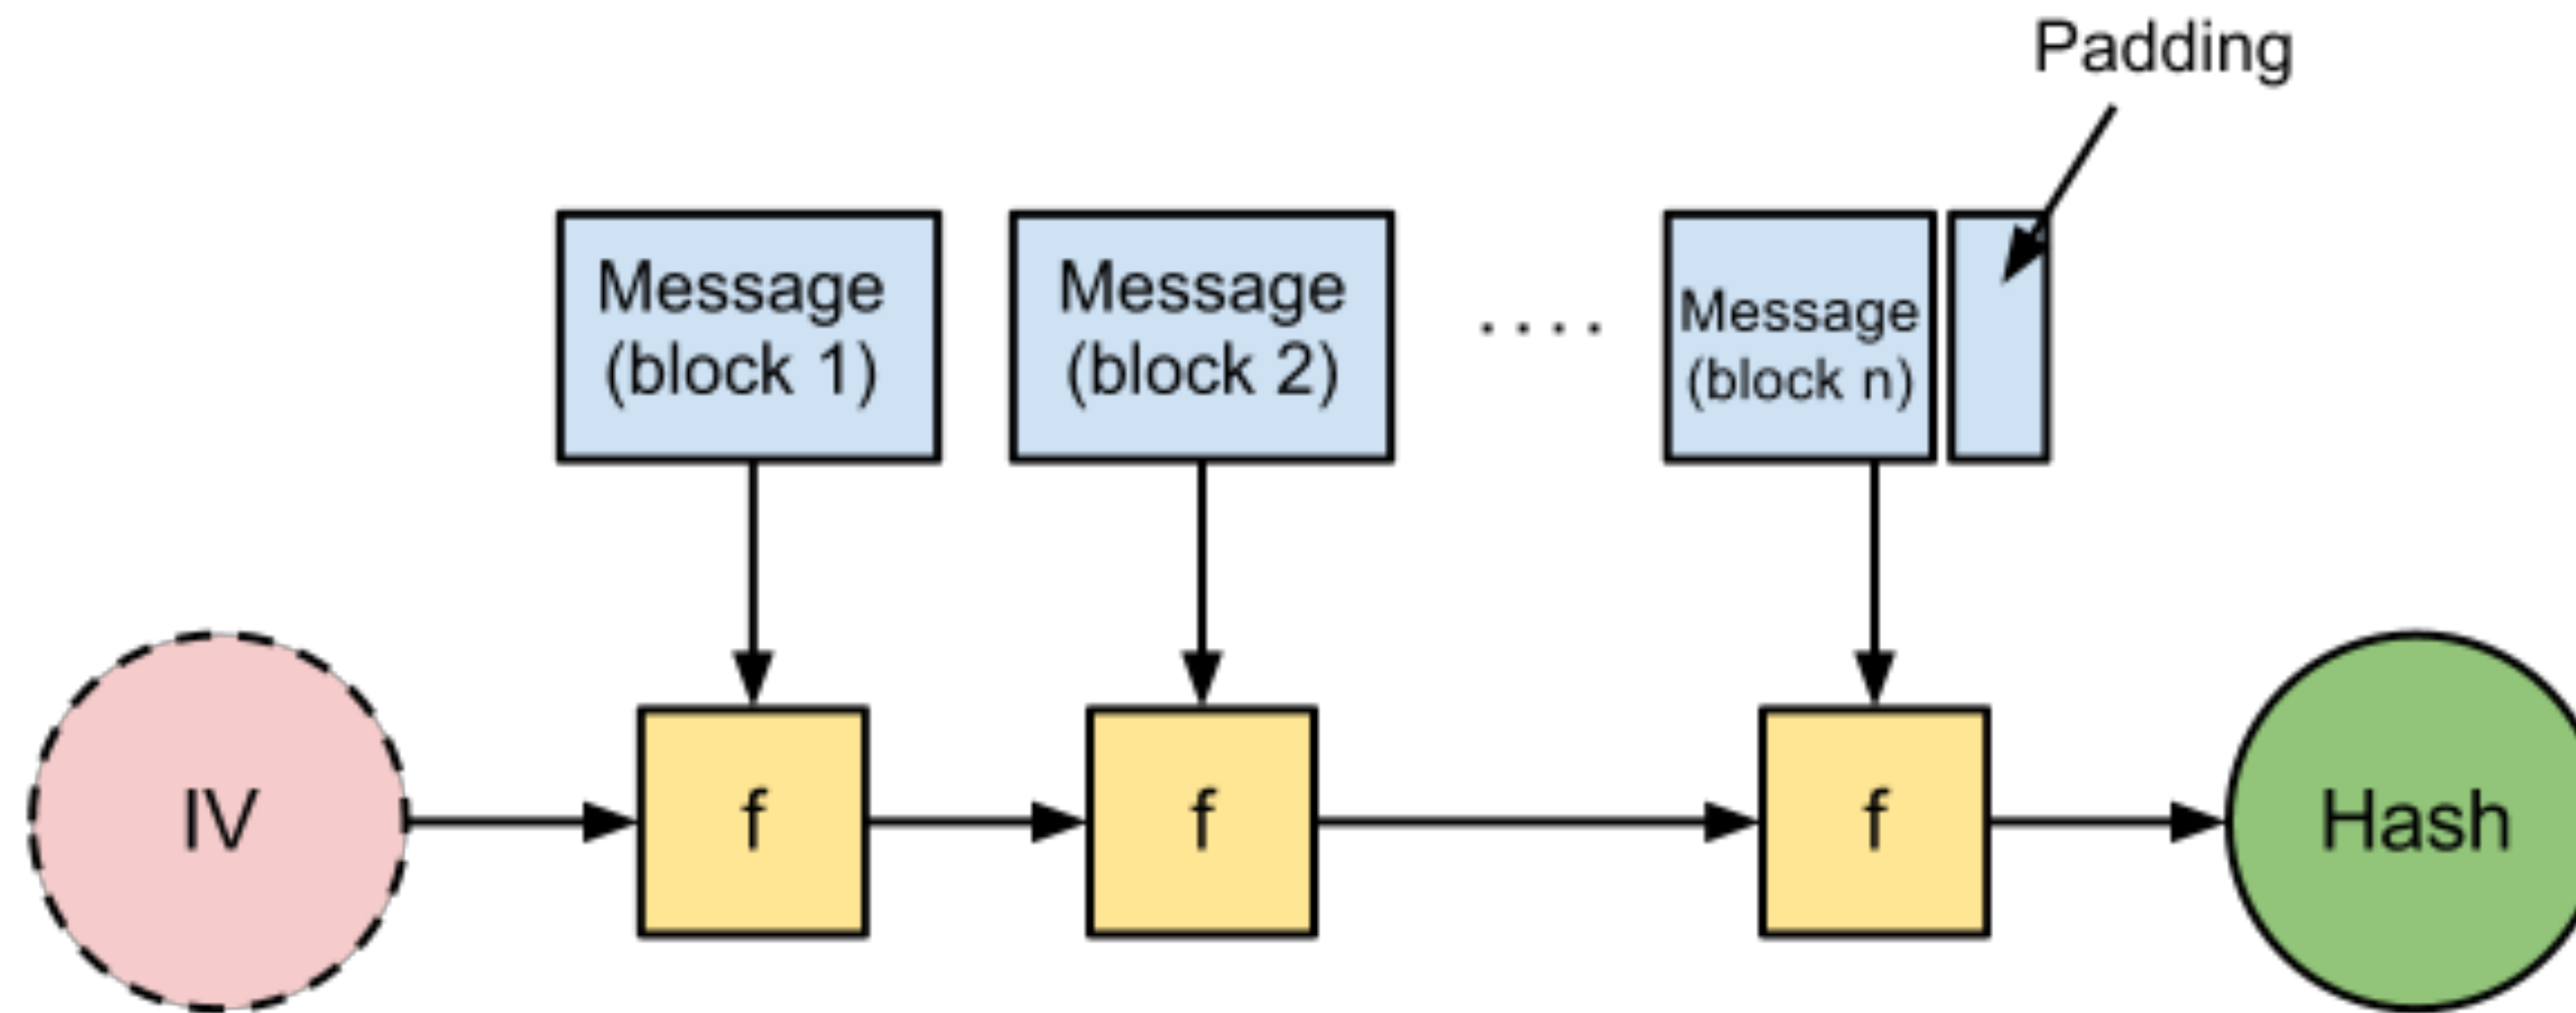 Padding
Message
(block 1)
Message
(block 2)
....
Message
(block n)
IV
f
f
f
Hash